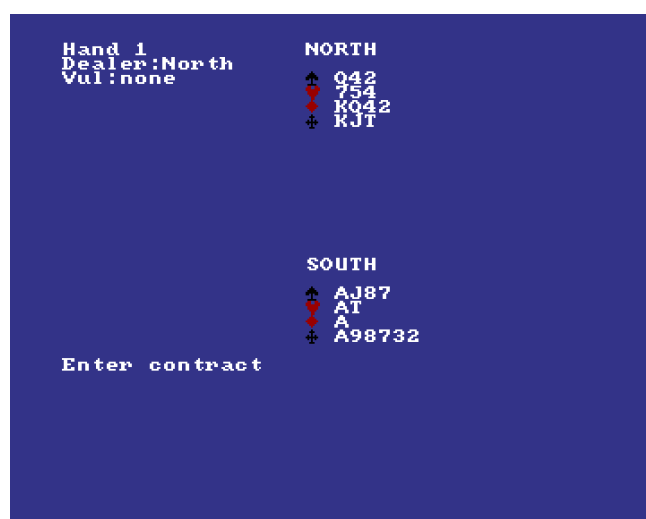 Hand 1
Dealer:North
Vul:none
NORTH
♠ Q42
♥ 754
♦ KQ42
♣ KJT
SOUTH
♠ AJ87
♥ AT
♦ A
♣ A98732
Enter contract